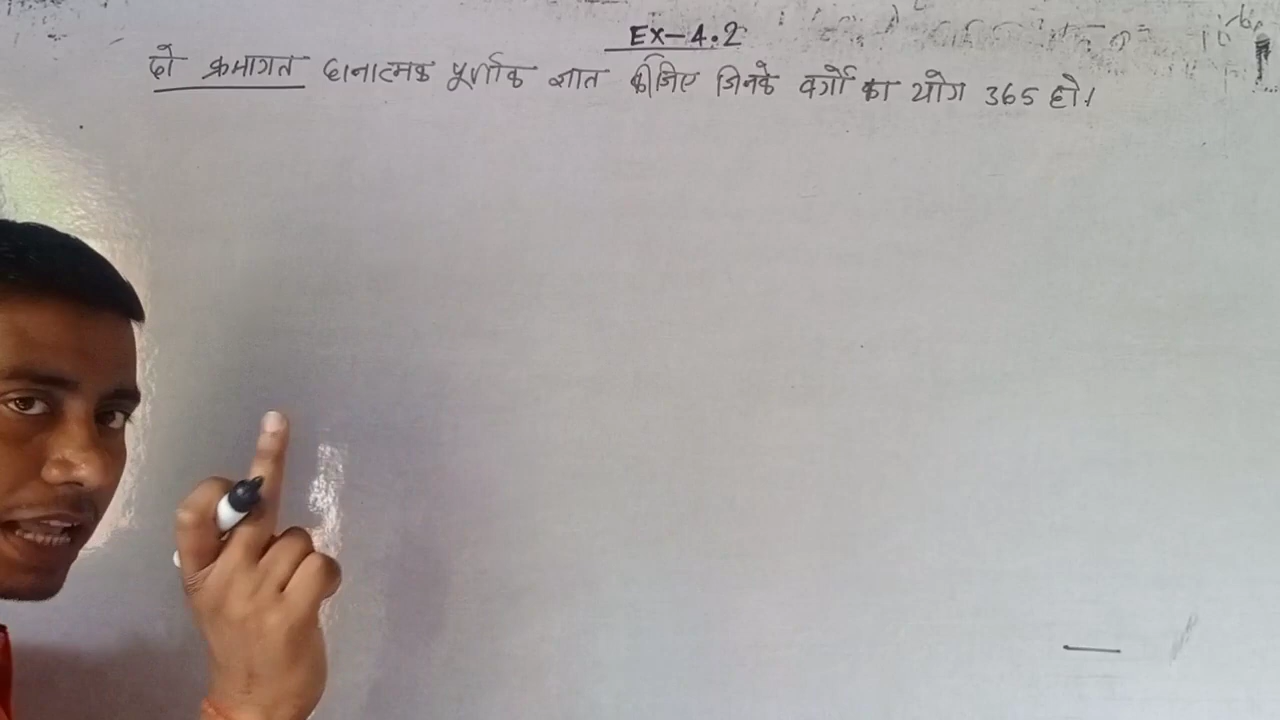 Ex-4.2
दो क्रमागत धनात्मक पूर्णांक ज्ञात कीजिए जिनके वर्गों का योग 365 हो।